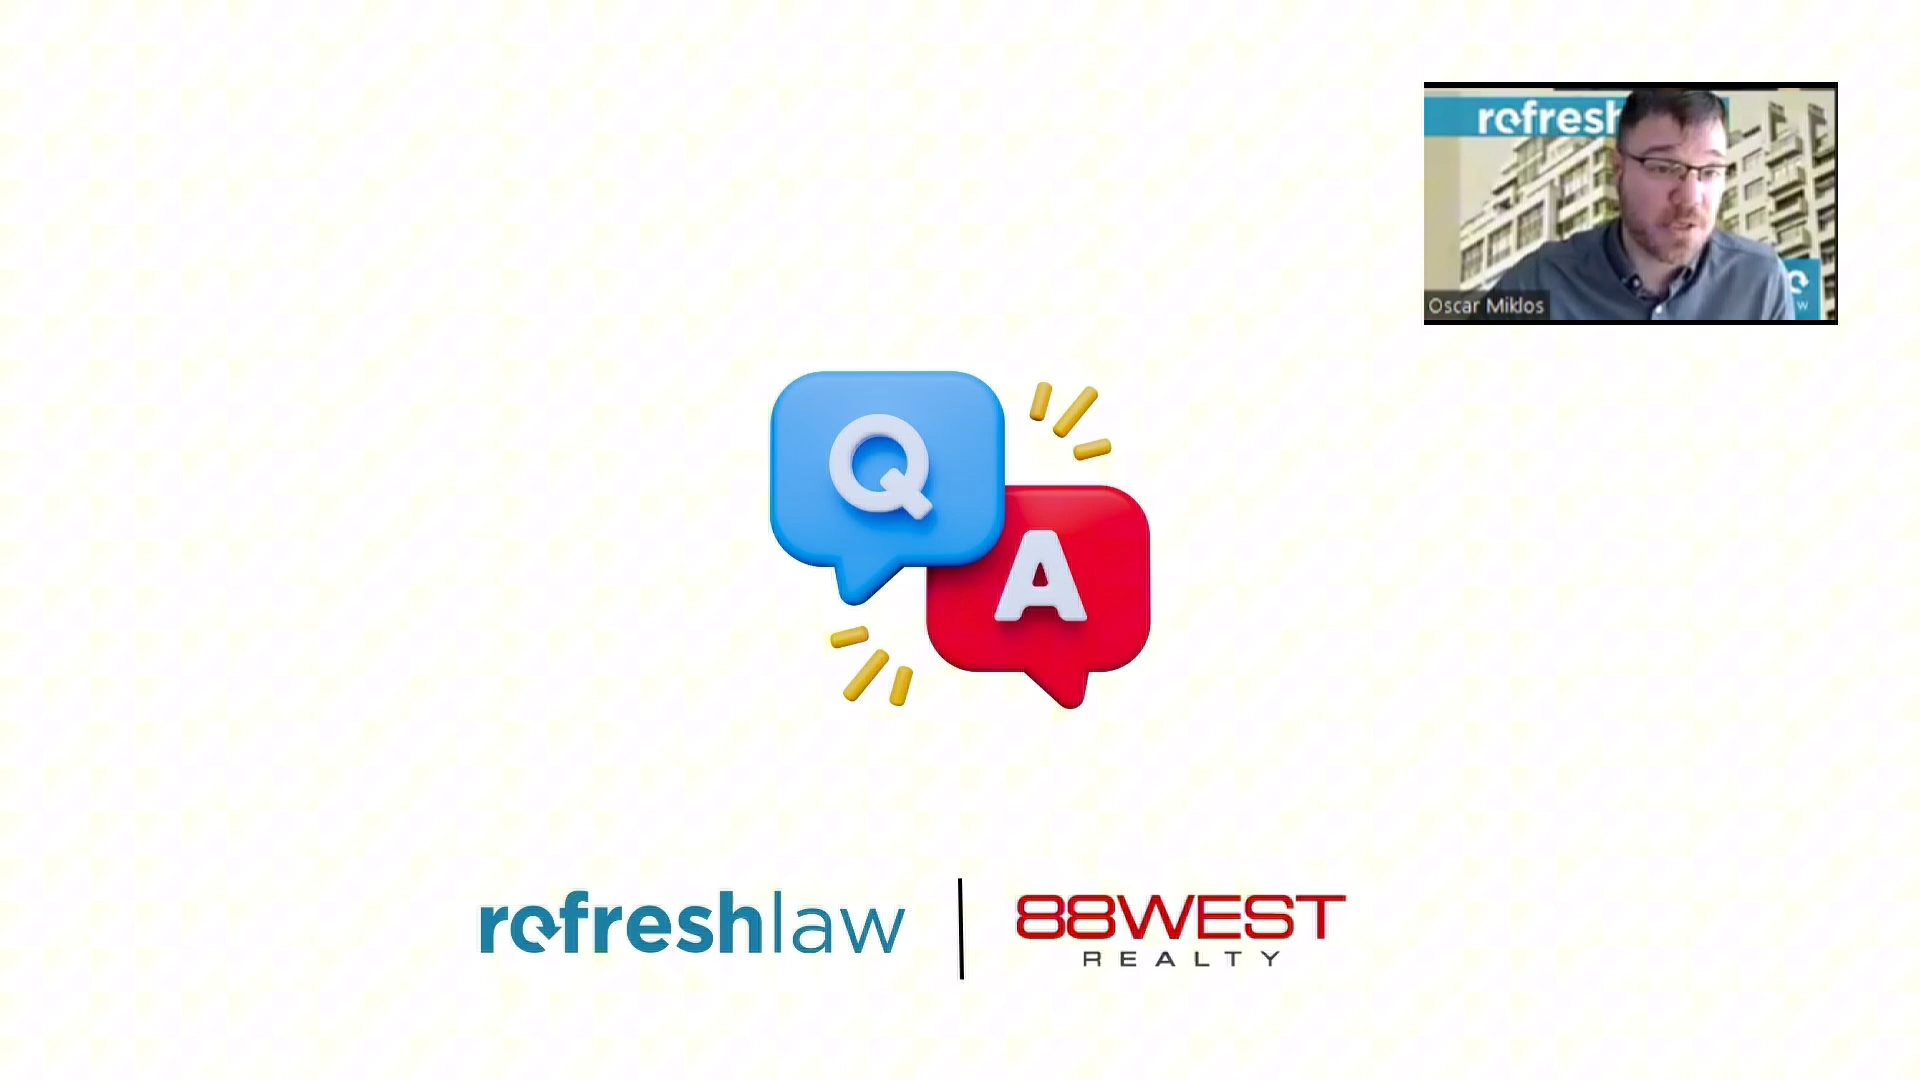 refresh
Oscar Miklos
Q
A
refreshlaw
88WEST
REALTY